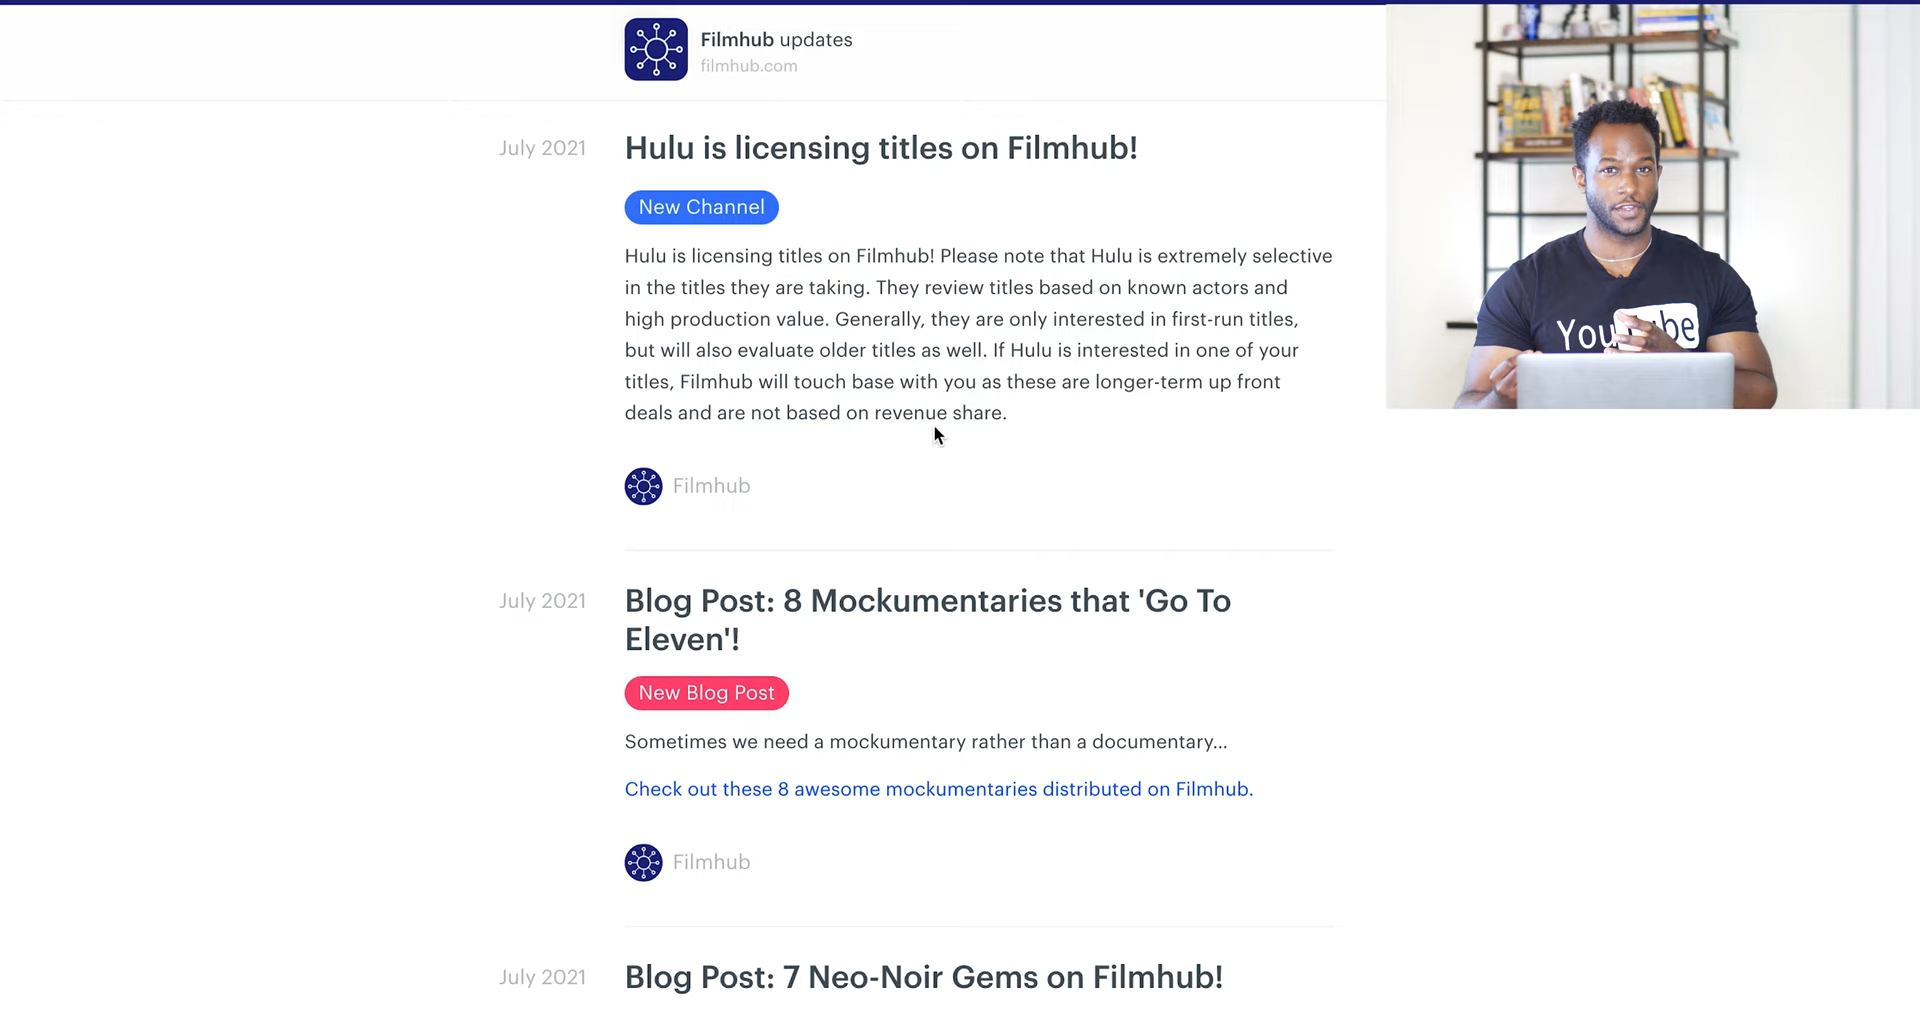 Filmhub updates
filmhub.com
July 2021
Hulu is licensing titles on Filmhub!
New Channel
Hulu is licensing titles on Filmhub! Please note that Hulu is extremely selective
in the titles they are taking. They review titles based on known actors and
high production value. Generally, they are only interested in first-run titles,
but will also evaluate older titles as well. If Hulu is interested in one of your
titles, Filmhub will touch base with you as these are longer-term up front
deals and are not based on revenue share.
Filmhub
July 2021
Blog Post: 8 Mockumentaries that 'Go To
Eleven'!
New Blog Post
Sometimes we need a mockumentary rather than a documentary...
Check out these 8 awesome mockumentaries distributed on Filmhub.
Filmhub
July 2021
Blog Post: 7 Neo-Noir Gems on Filmhub!
You be